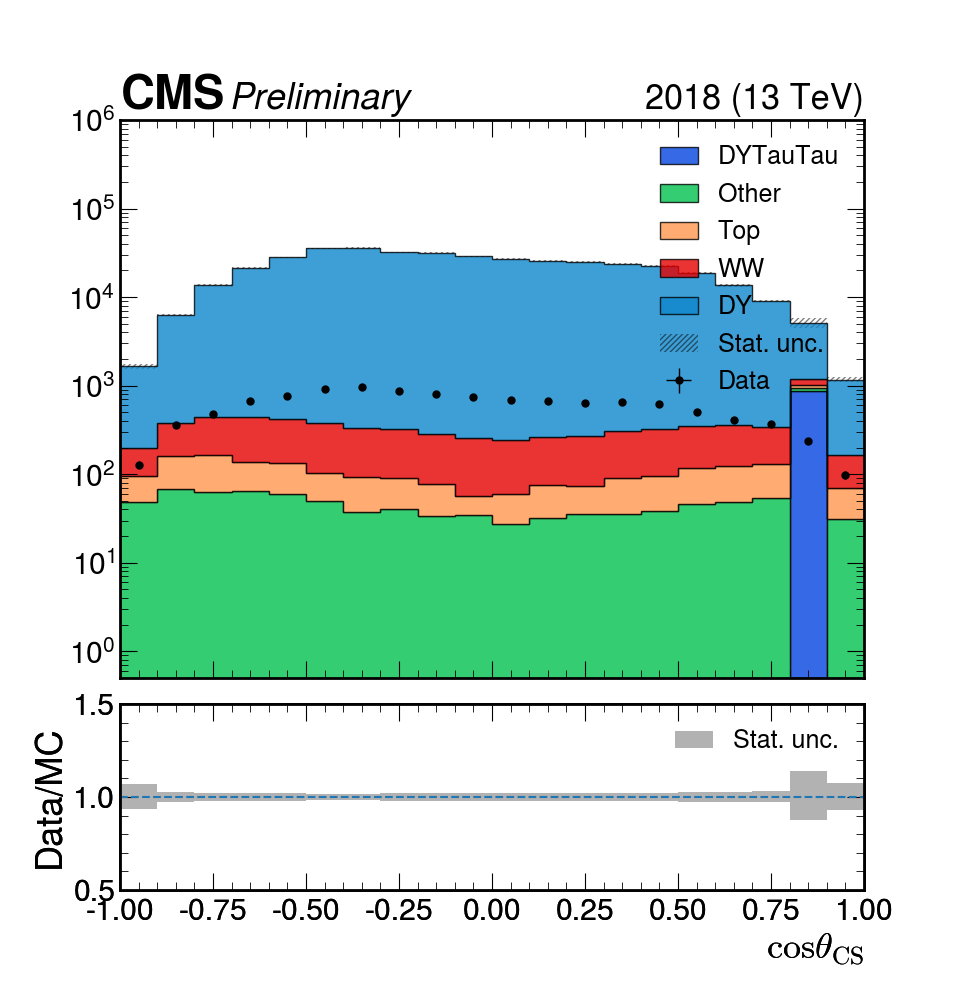 CMS Preliminary 2018 (13 TeV)
10^6
10^5
10^4
10^3
10^2
10^1
10^0
DYTauTau
Other
Top
WW
DY
Stat. unc.
Data
Data/MC
1.5
1.0
0.5
Stat. unc.
-1.00 -0.75 -0.50 -0.25 0.00 0.25 0.50 0.75 1.00
cosθ_CS